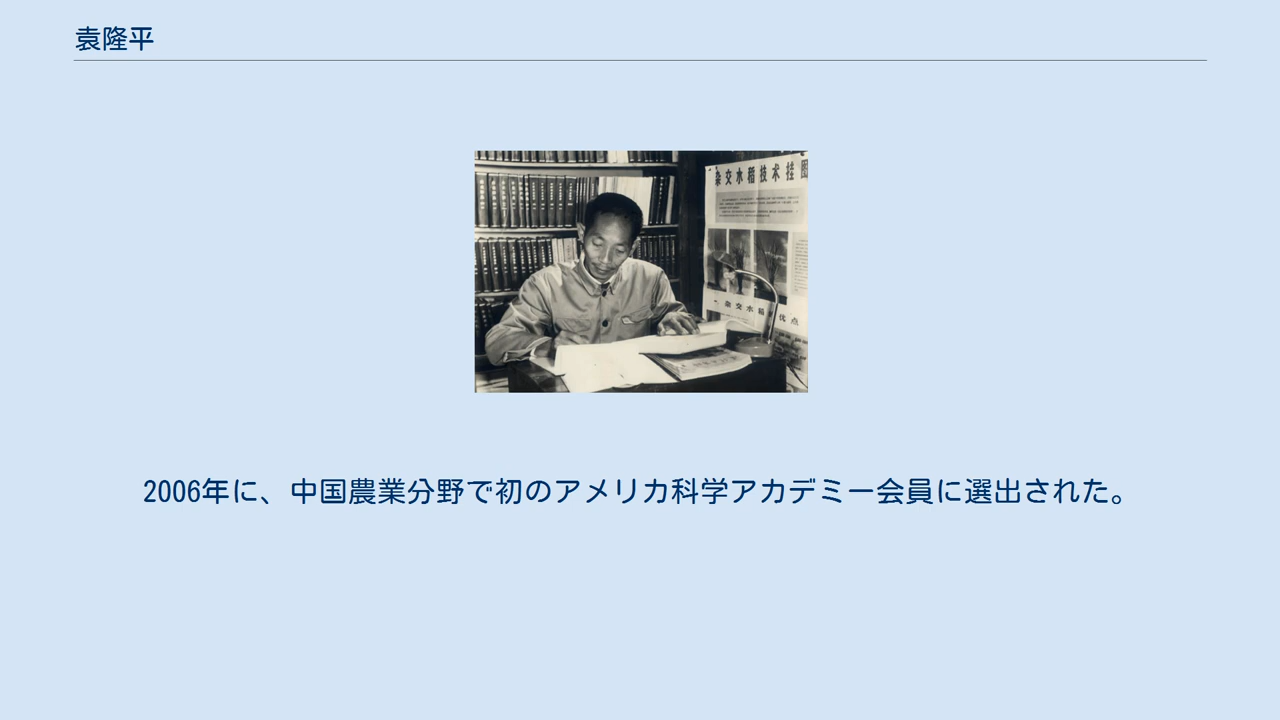 袁隆平
杂交水稻技术挂图
杂交水稻 优点
2006年に、中国農業分野で初のアメリカ科学アカデミー会員に選出された。